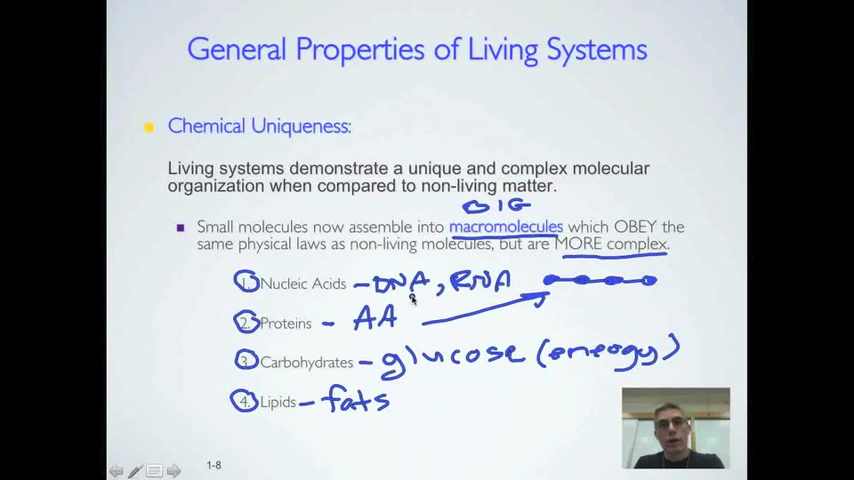 General Properties of Living Systems
Chemical Uniqueness:
Living systems demonstrate a unique and complex molecular
organization when compared to non-living matter.
BIG
Small molecules now assemble into macromolecules which OBEY the
same physical laws as non-living molecules, but are MORE complex.
1. Nucleic Acids - DNA, RNA
2. Proteins - AA
3. Carbohydrates - glucose (energy)
4. Lipids - fats
1-8